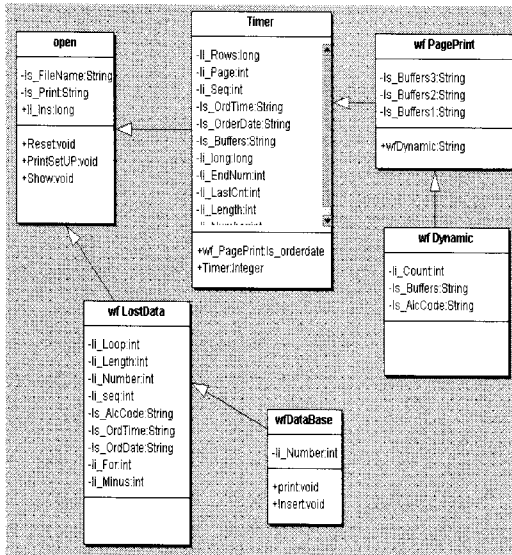 open
-ls_FileName:String
-ls_Print:String
+li_Ins:long
+Reset:void
+PrintSetUP:void
+Show:void
Timer
-li_Rows:long
-li_Page:int
-li_Seq:int
-ls_OrdTime:String
-ls_OrderDate:String
-ls_Buffers:String
-li_long:long
-li_EndNum:int
-li_LastCnt:int
-li_Length:int
+wf_PagePrint:ls_orderdate
+Timer:Integer
wf PagePrint
-ls_Buffers3:String
-ls_Buffers2:String
-ls_Buffers1:String
+wfDynamic:String
wf Dynamic
-li_Count:int
-ls_Buffers:String
-ls_AlcCode:String
wf LostData
-li_Loop:int
-li_Length:int
-li_Number:int
-li_seq:int
-ls_AlcCode:String
-ls_OrdTime:String
-ls_OrdDate:String
-li_For:int
-li_Minus:int
wfDataBase
-li_Number:int
+print:void
+Insert:void